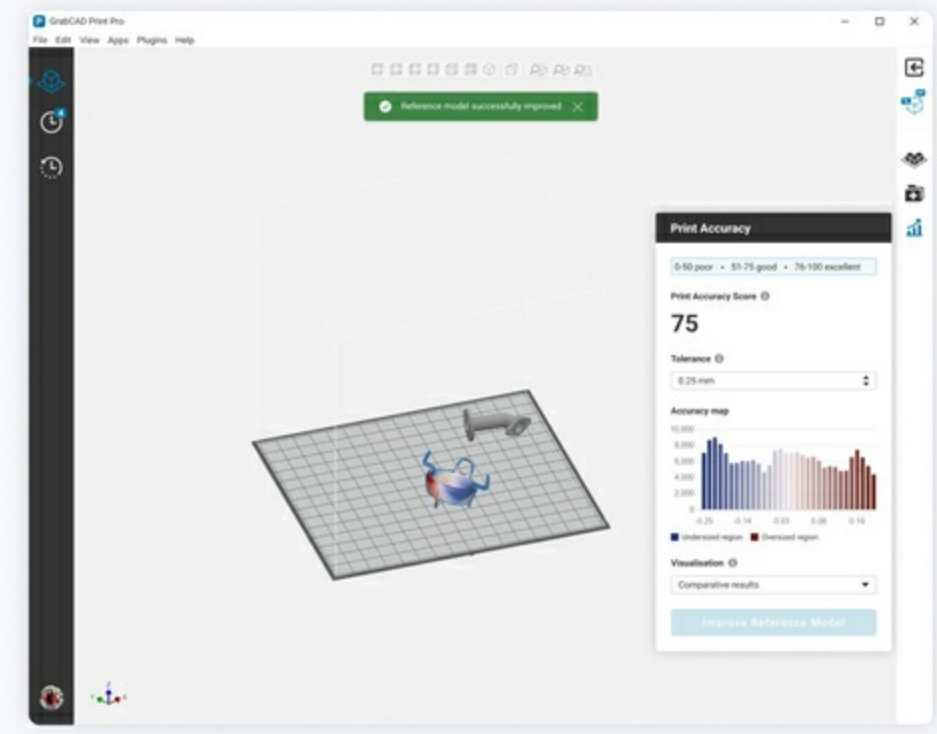 GrabCAD Print Pro
File Edit View Apps Plugins Help
4
Reference model successfully improved
Print Accuracy
0-50 poor • 51-75 good • 76-100 excellent
Print Accuracy Score
75
Tolerance
0.25 mm
Accuracy map
10,000
8,000
6,000
4,000
2,000
0
-0.25 -0.14 -0.03 0.08 0.16
Undersized region Oversized region
Visualisation
Comparative results
Improve Reference Model